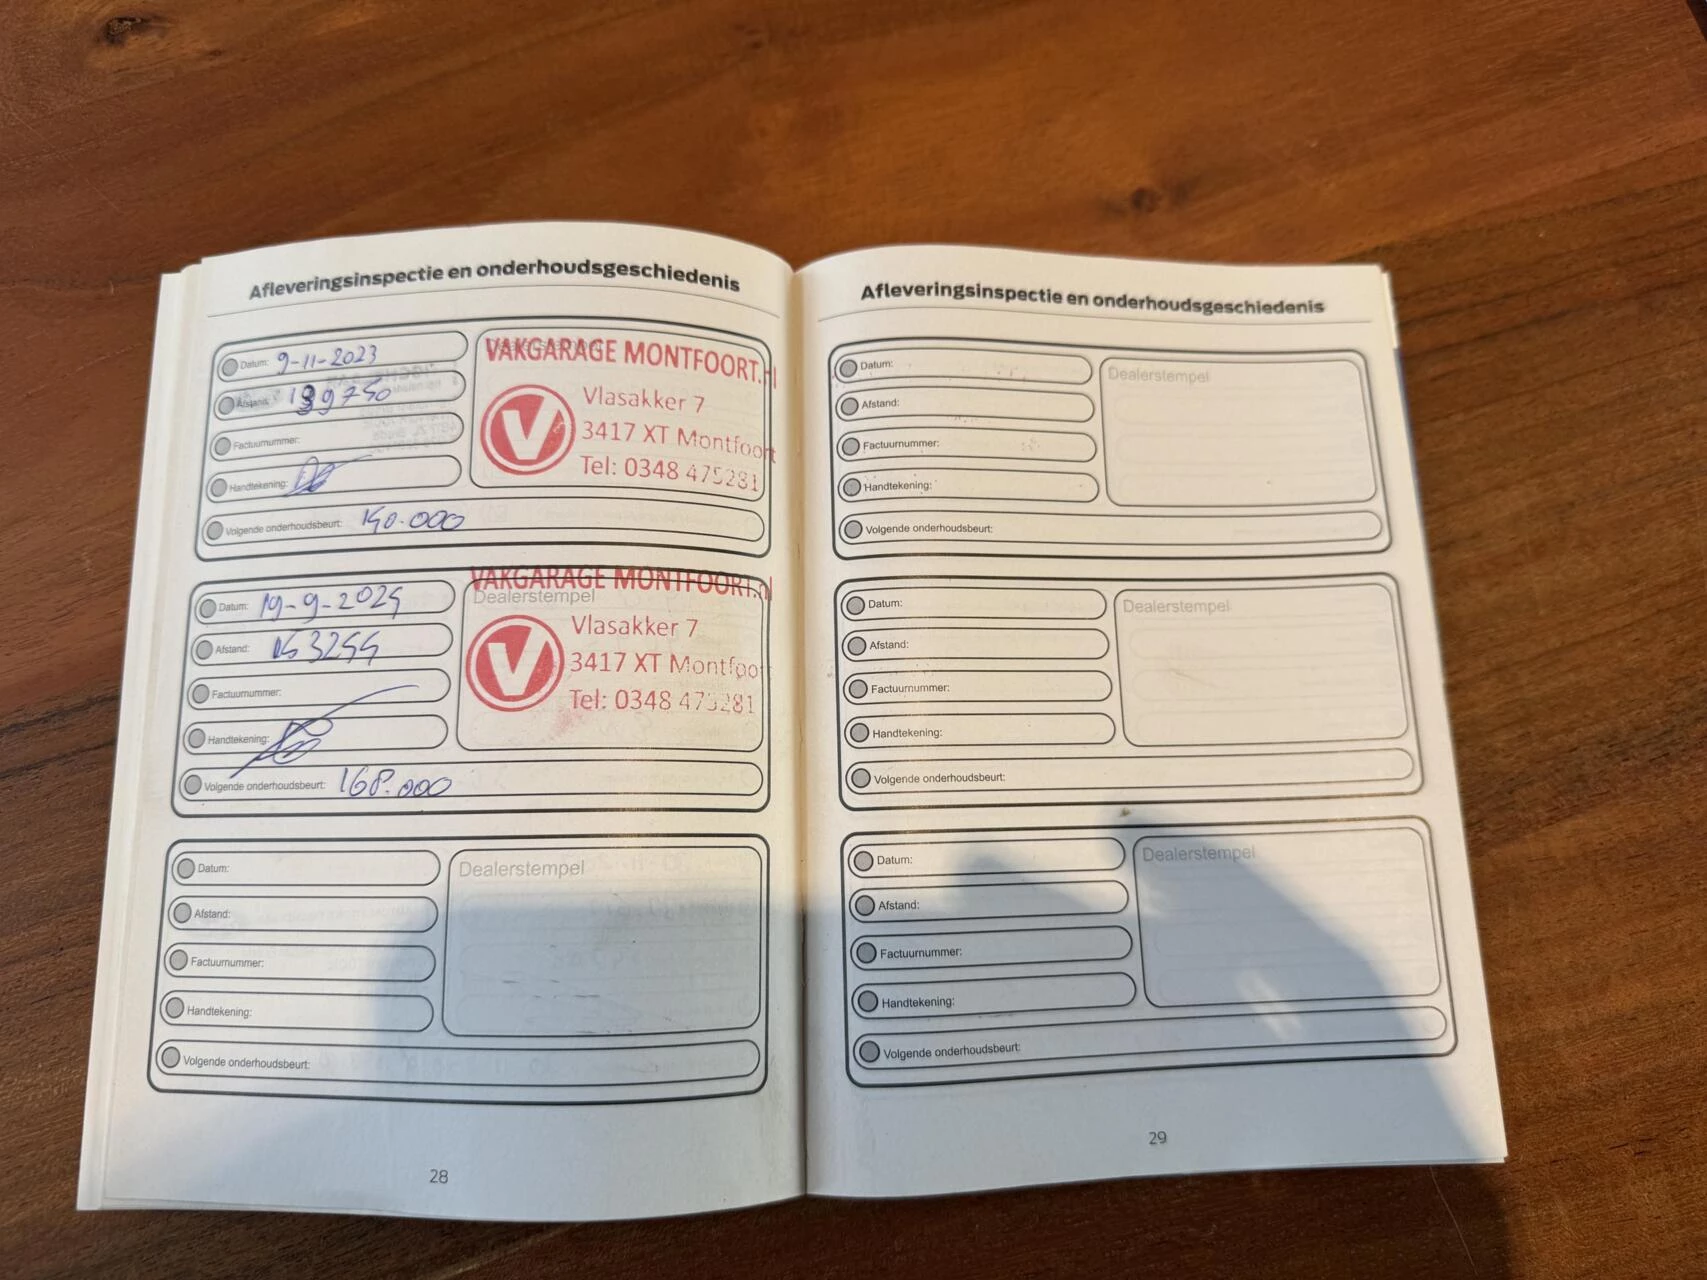 Afleveringsinspectie en onderhoudsgeschiedenis
Datum: 9-11-2023
Afstand: 139750
Factuurnummer:
Handtekening:
Volgende onderhoudsbeurt: 150.000
Dealerstempel
VAKGARAGE MONTFOORT.nl
Vlasakker 7
3417 XT Montfoort
Tel: 0348 475281
Datum: 19-9-2024
Afstand: 153244
Factuurnummer:
Handtekening:
Volgende onderhoudsbeurt: 168.000
VAKGARAGE MONTFOORT.nl
Dealerstempel
Vlasakker 7
3417 XT Montfoort
Tel: 0348 475281
Datum:
Afstand:
Factuurnummer:
Handtekening:
Volgende onderhoudsbeurt:
Dealerstempel
28
Afleveringsinspectie en onderhoudsgeschiedenis
Datum:
Afstand:
Factuurnummer:
Handtekening:
Volgende onderhoudsbeurt:
Dealerstempel
Datum:
Afstand:
Factuurnummer:
Handtekening:
Volgende onderhoudsbeurt:
Dealerstempel
Datum:
Afstand:
Factuurnummer:
Handtekening:
Volgende onderhoudsbeurt:
Dealerstempel
29